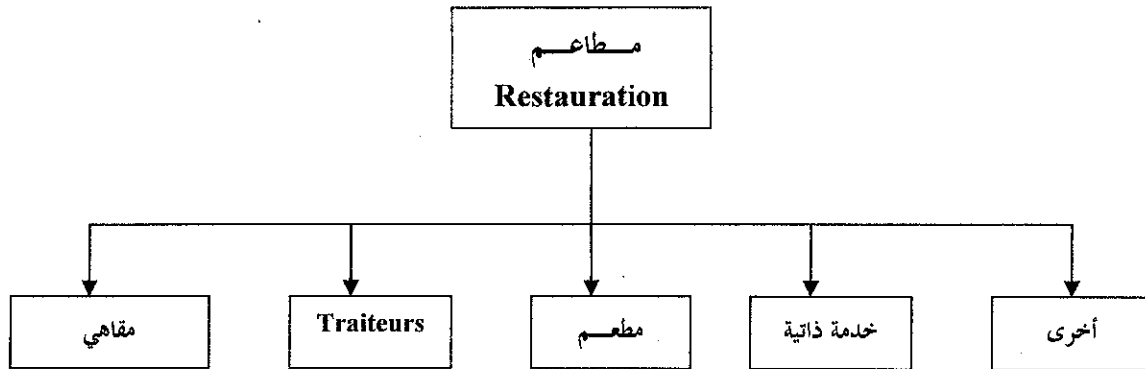 مطاعم
Restauration
أخرى
خدمة ذاتية
مطعم
Traiteurs
مقاهي